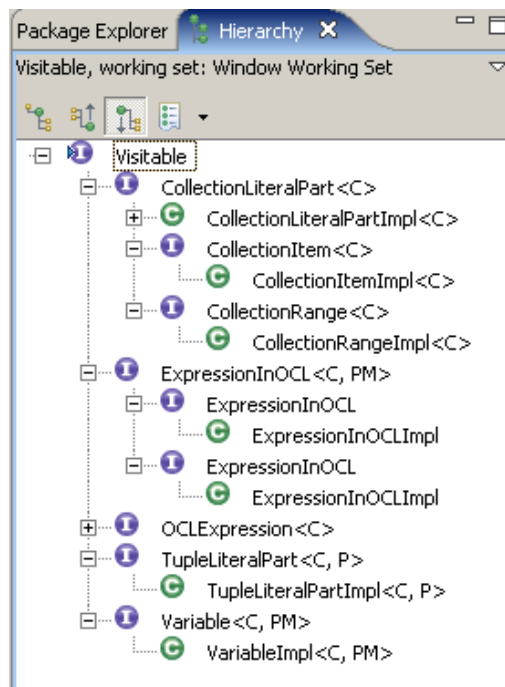 Package Explorer Hierarchy
Visitable, working set: Window Working Set
Visitable
CollectionLiteralPart<C>
CollectionLiteralPartImpl<C>
CollectionItem<C>
CollectionItemImpl<C>
CollectionRange<C>
CollectionRangeImpl<C>
ExpressionInOCL<C, PM>
ExpressionInOCL
ExpressionInOCLImpl
ExpressionInOCL
ExpressionInOCLImpl
OCLExpression<C>
TupleLiteralPart<C, P>
TupleLiteralPartImpl<C, P>
Variable<C, PM>
VariableImpl<C, PM>